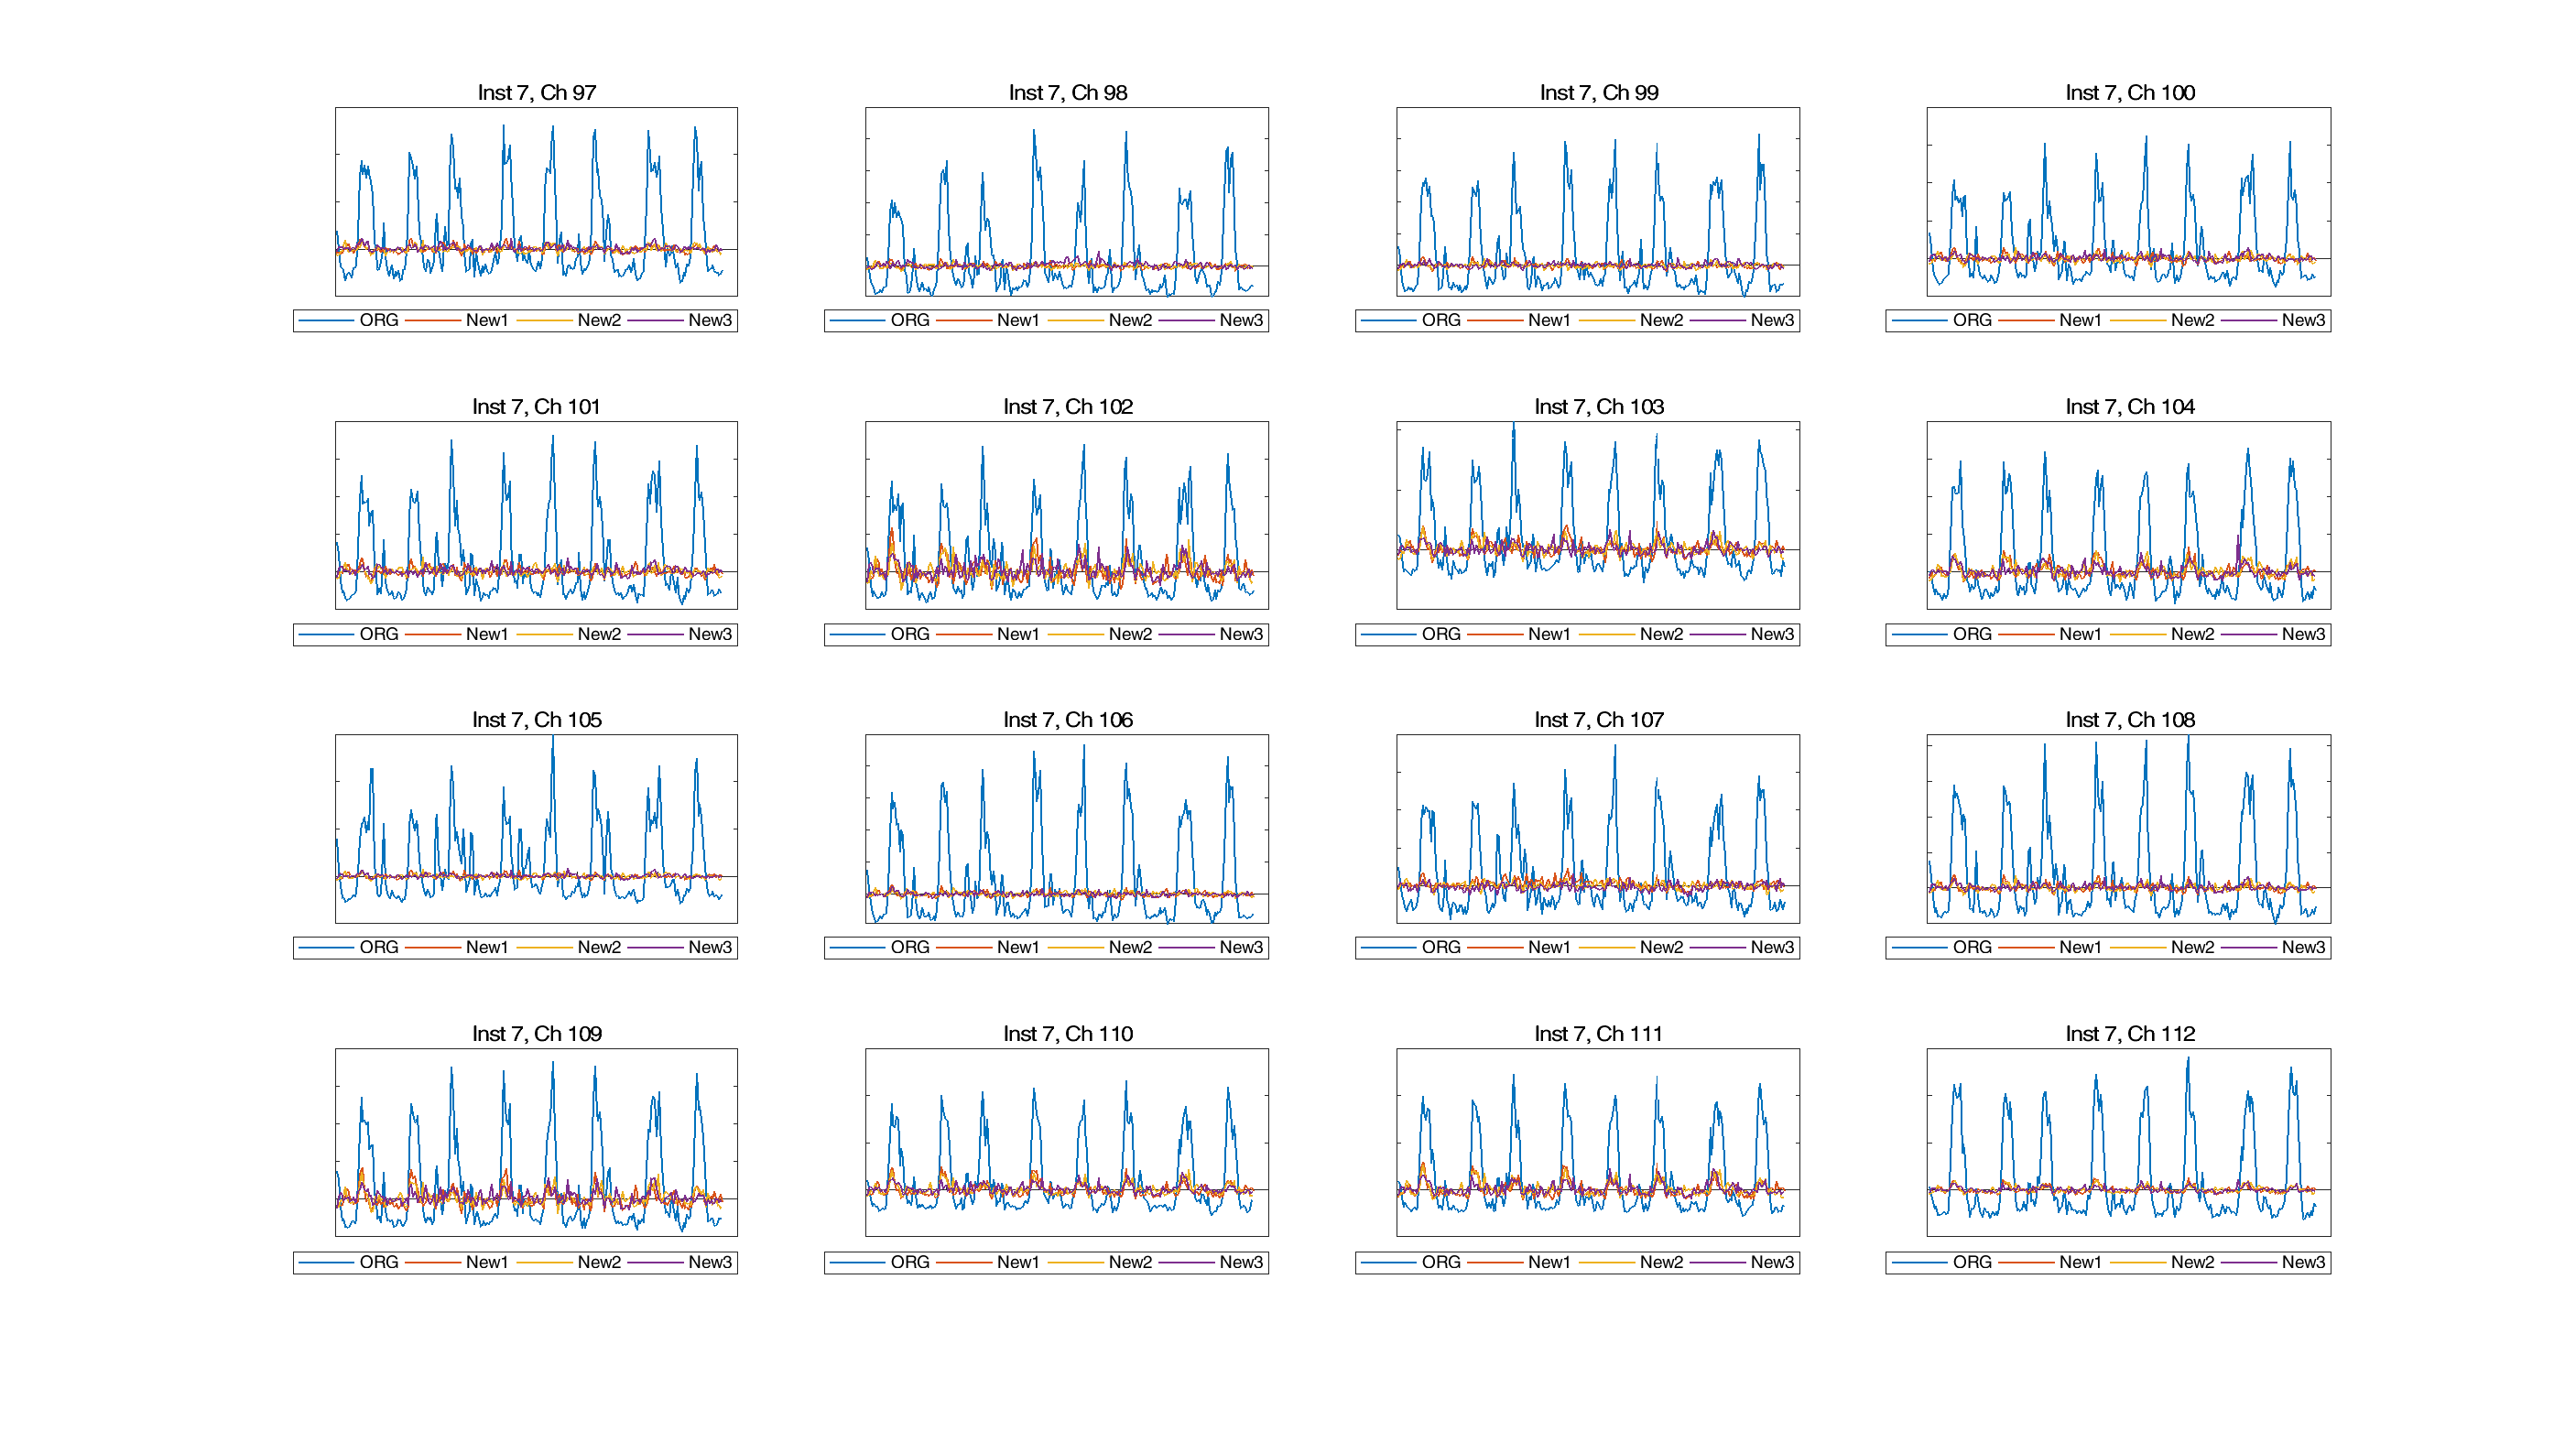 Inst 7, Ch 97
Inst 7, Ch 98
Inst 7, Ch 99
Inst 7, Ch 100
ORG New1 New2 New3
ORG New1 New2 New3
ORG New1 New2 New3
ORG New1 New2 New3
Inst 7, Ch 101
Inst 7, Ch 102
Inst 7, Ch 103
Inst 7, Ch 104
ORG New1 New2 New3
ORG New1 New2 New3
ORG New1 New2 New3
ORG New1 New2 New3
Inst 7, Ch 105
Inst 7, Ch 106
Inst 7, Ch 107
Inst 7, Ch 108
ORG New1 New2 New3
ORG New1 New2 New3
ORG New1 New2 New3
ORG New1 New2 New3
Inst 7, Ch 109
Inst 7, Ch 110
Inst 7, Ch 111
Inst 7, Ch 112
ORG New1 New2 New3
ORG New1 New2 New3
ORG New1 New2 New3
ORG New1 New2 New3